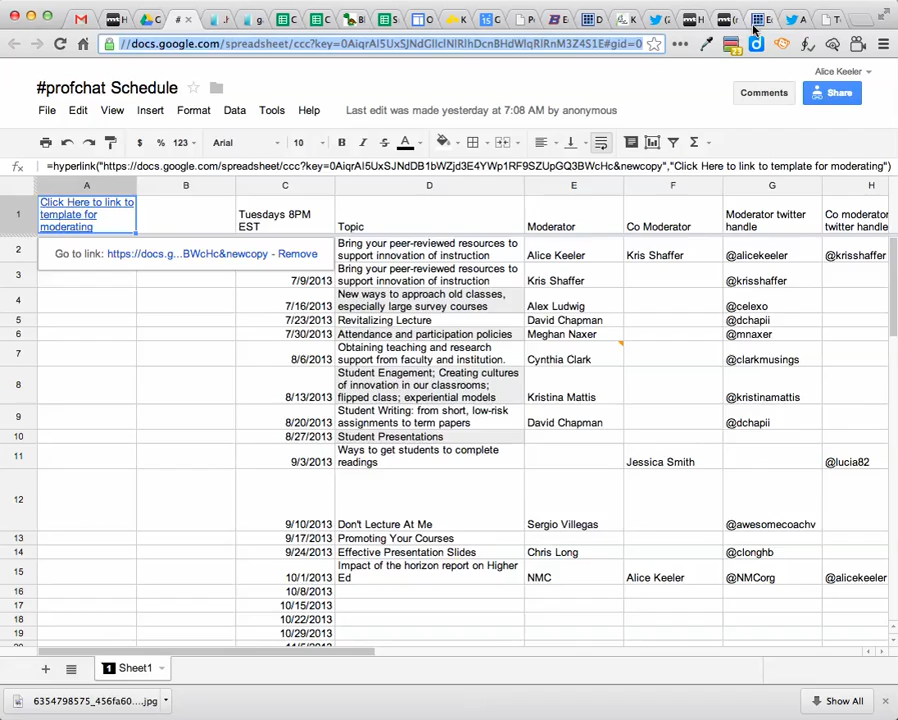 //docs.google.com/spreadsheet/ccc?key=0AiqrAI5UxSJNdGllclNIRlhDcnBHdWlqRlRnM3Z4S1E#gid=0
#profchat Schedule
Alice Keeler
Comments
Share
File Edit View Insert Format Data Tools Help Last edit was made yesterday at 7:08 AM by anonymous
$ % 123 Arial 10 B I A Σ
=hyperlink("https://docs.google.com/spreadsheet/ccc?key=0AiqrAI5UxSJNdDB1bWZjd3E4YWp1RF9SZUpGQ3BWcHc&newcopy","Click Here to link to template for moderating")
A B C D E F G H
1 Click Here to link to template for moderating Tuesdays 8PM EST Topic Moderator Co Moderator Moderator twitter handle Co moderator twitter handle
Go to link: https://docs.g...BWcHc&newcopy - Remove
2 Bring your peer-reviewed resources to support innovation of instruction Alice Keeler Kris Shaffer @alicekeeler @krisshaffer
3 7/9/2013 Bring your peer-reviewed resources to support innovation of instruction Kris Shaffer @krisshaffer
4 7/16/2013 New ways to approach old classes, especially large survey courses Alex Ludwig @celexo
5 7/23/2013 Revitalizing Lecture David Chapman @dchapii
6 7/30/2013 Attendance and participation policies Meghan Naxer @mnaxer
7 8/6/2013 Obtaining teaching and research support from faculty and institution. Cynthia Clark @clarkmusings
8 8/13/2013 Student Enagement; Creating cultures of innovation in our classrooms; flipped class; experiential models Kristina Mattis @kristinamattis
9 8/20/2013 Student Writing: from short, low-risk assignments to term papers David Chapman @dchapii
10 8/27/2013 Student Presentations
11 9/3/2013 Ways to get students to complete readings Jessica Smith @lucia82
12 9/10/2013 Don't Lecture At Me Sergio Villegas @awesomecoachv
13 9/17/2013 Promoting Your Courses
14 9/24/2013 Effective Presentation Slides Chris Long @clonghb
15 10/1/2013 Impact of the horizon report on Higher Ed NMC Alice Keeler @NMCorg @alicekeeler
16 10/8/2013
17 10/15/2013
18 10/22/2013
19 10/29/2013
+ 1 Sheet1
6354798575_456fa60....jpg
Show All